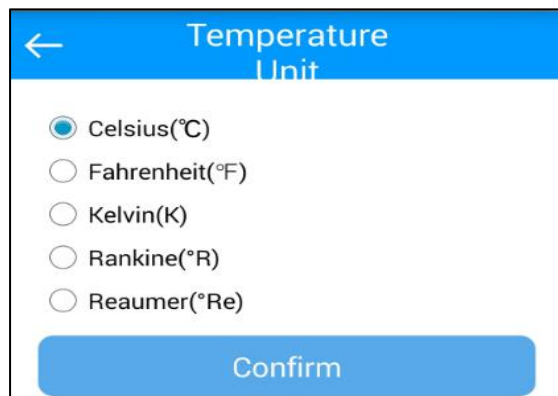 Temperature
Unit
Celsius(℃)
Fahrenheit(°F)
Kelvin(K)
Rankine(°R)
Reaumer(°Re)
Confirm